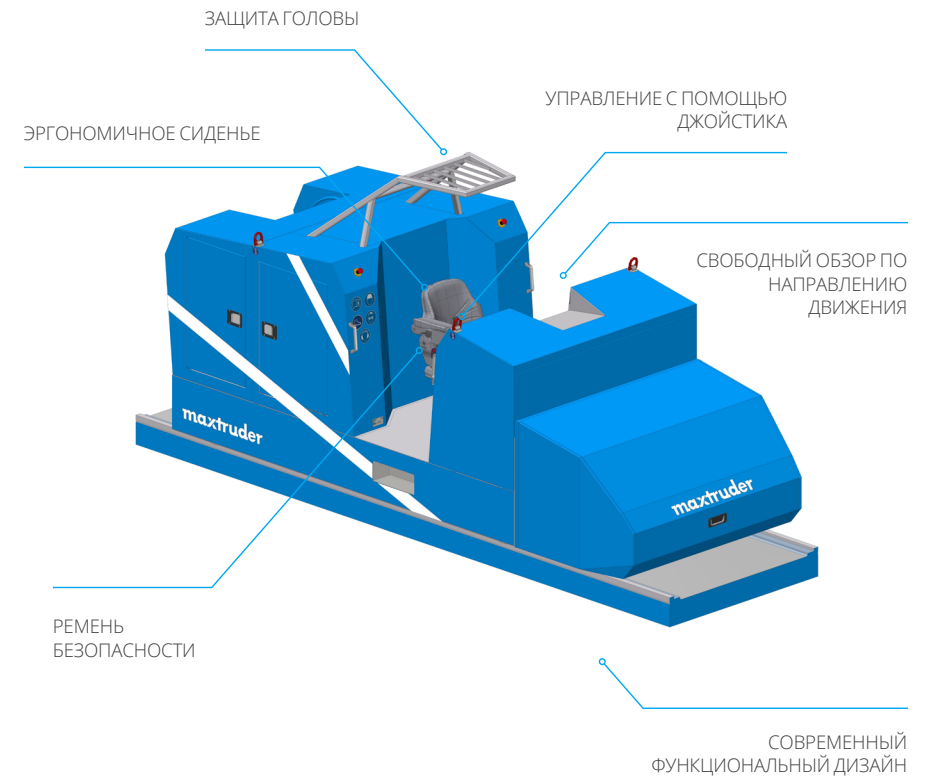 ЗАЩИТА ГОЛОВЫ
УПРАВЛЕНИЕ С ПОМОЩЬЮ
ДЖОЙСТИКА
ЭРГОНОМИЧНОЕ СИДЕНЬЕ
СВОБОДНЫЙ ОБЗОР ПО
НАПРАВЛЕНИЮ
ДВИЖЕНИЯ
maxtruder
maxtruder
РЕМЕНЬ
БЕЗОПАСНОСТИ
СОВРЕМЕННЫЙ
ФУНКЦИОНАЛЬНЫЙ ДИЗАЙН